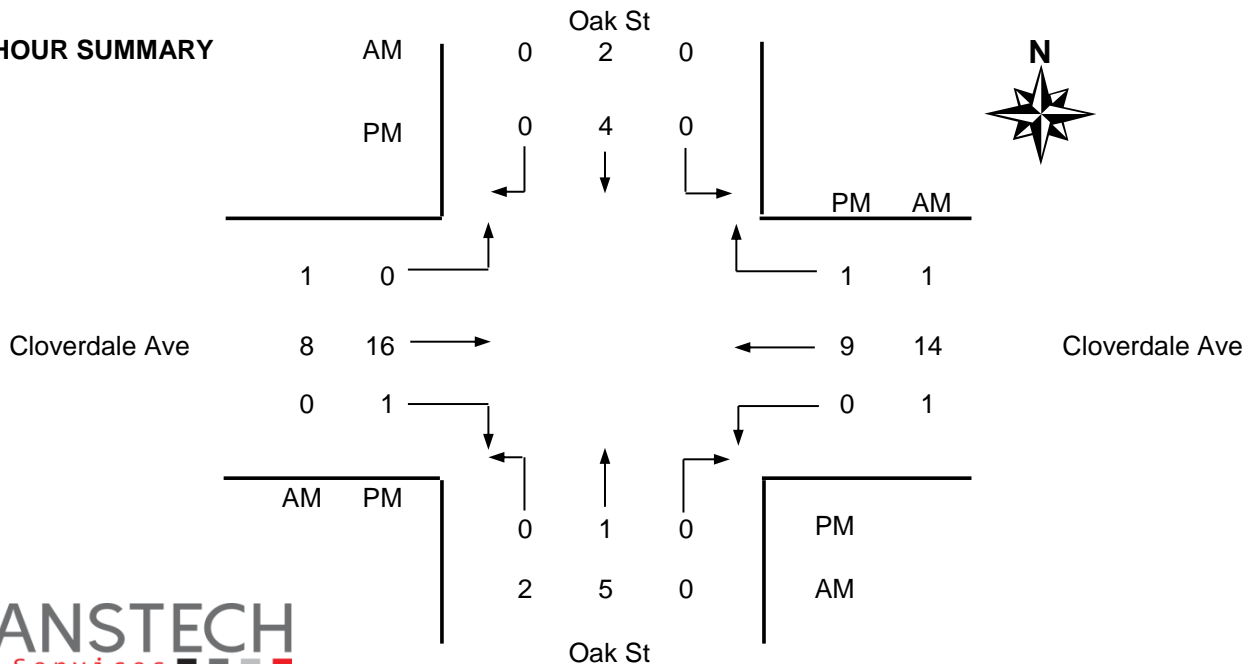 Oak St
HOUR SUMMARY AM 0 2 0 N
PM 0 4 0
PM AM
1 0 1 1
Cloverdale Ave 8 16 9 14 Cloverdale Ave
0 1 0 1
AM PM
0 1 0 PM
2 5 0 AM
ANSTECH
Services
Oak St